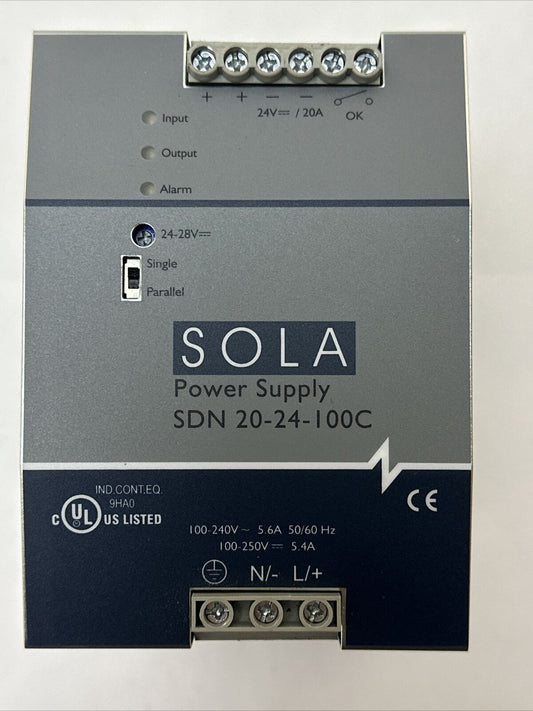 + + — —
24V⎓ / 20A
OK
Input
Output
Alarm
24-28V⎓
Single
Parallel
SOLA
Power Supply
SDN 20-24-100C
IND.CONT.EQ.
9HA0
C UL US LISTED
CE
100-240V ~ 5.6A 50/60 Hz
100-250V ⎓ 5.4A
N/- L/+